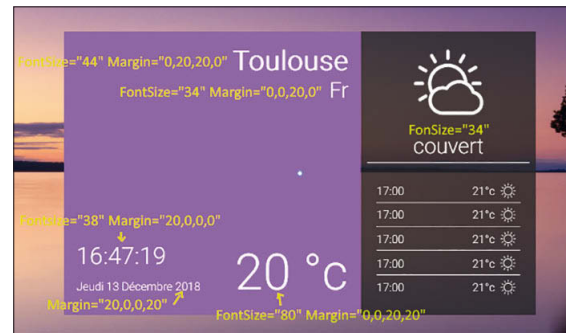 FontSize="44" Margin="0,20,20,0" Toulouse
FontSize="34" Margin="0,0,20,0" Fr
FonSize="34"
couvert
17:00 21°c
17:00 21°c
17:00 21°c
17:00 21°c
17:00 21°c
FontSize="38" Margin="20,0,0,0"
16:47:19
Jeudi 13 Décembre 2018
Margin="20,0,0,20"
20 °c
FontSize="80" Margin="0,0,20,20"